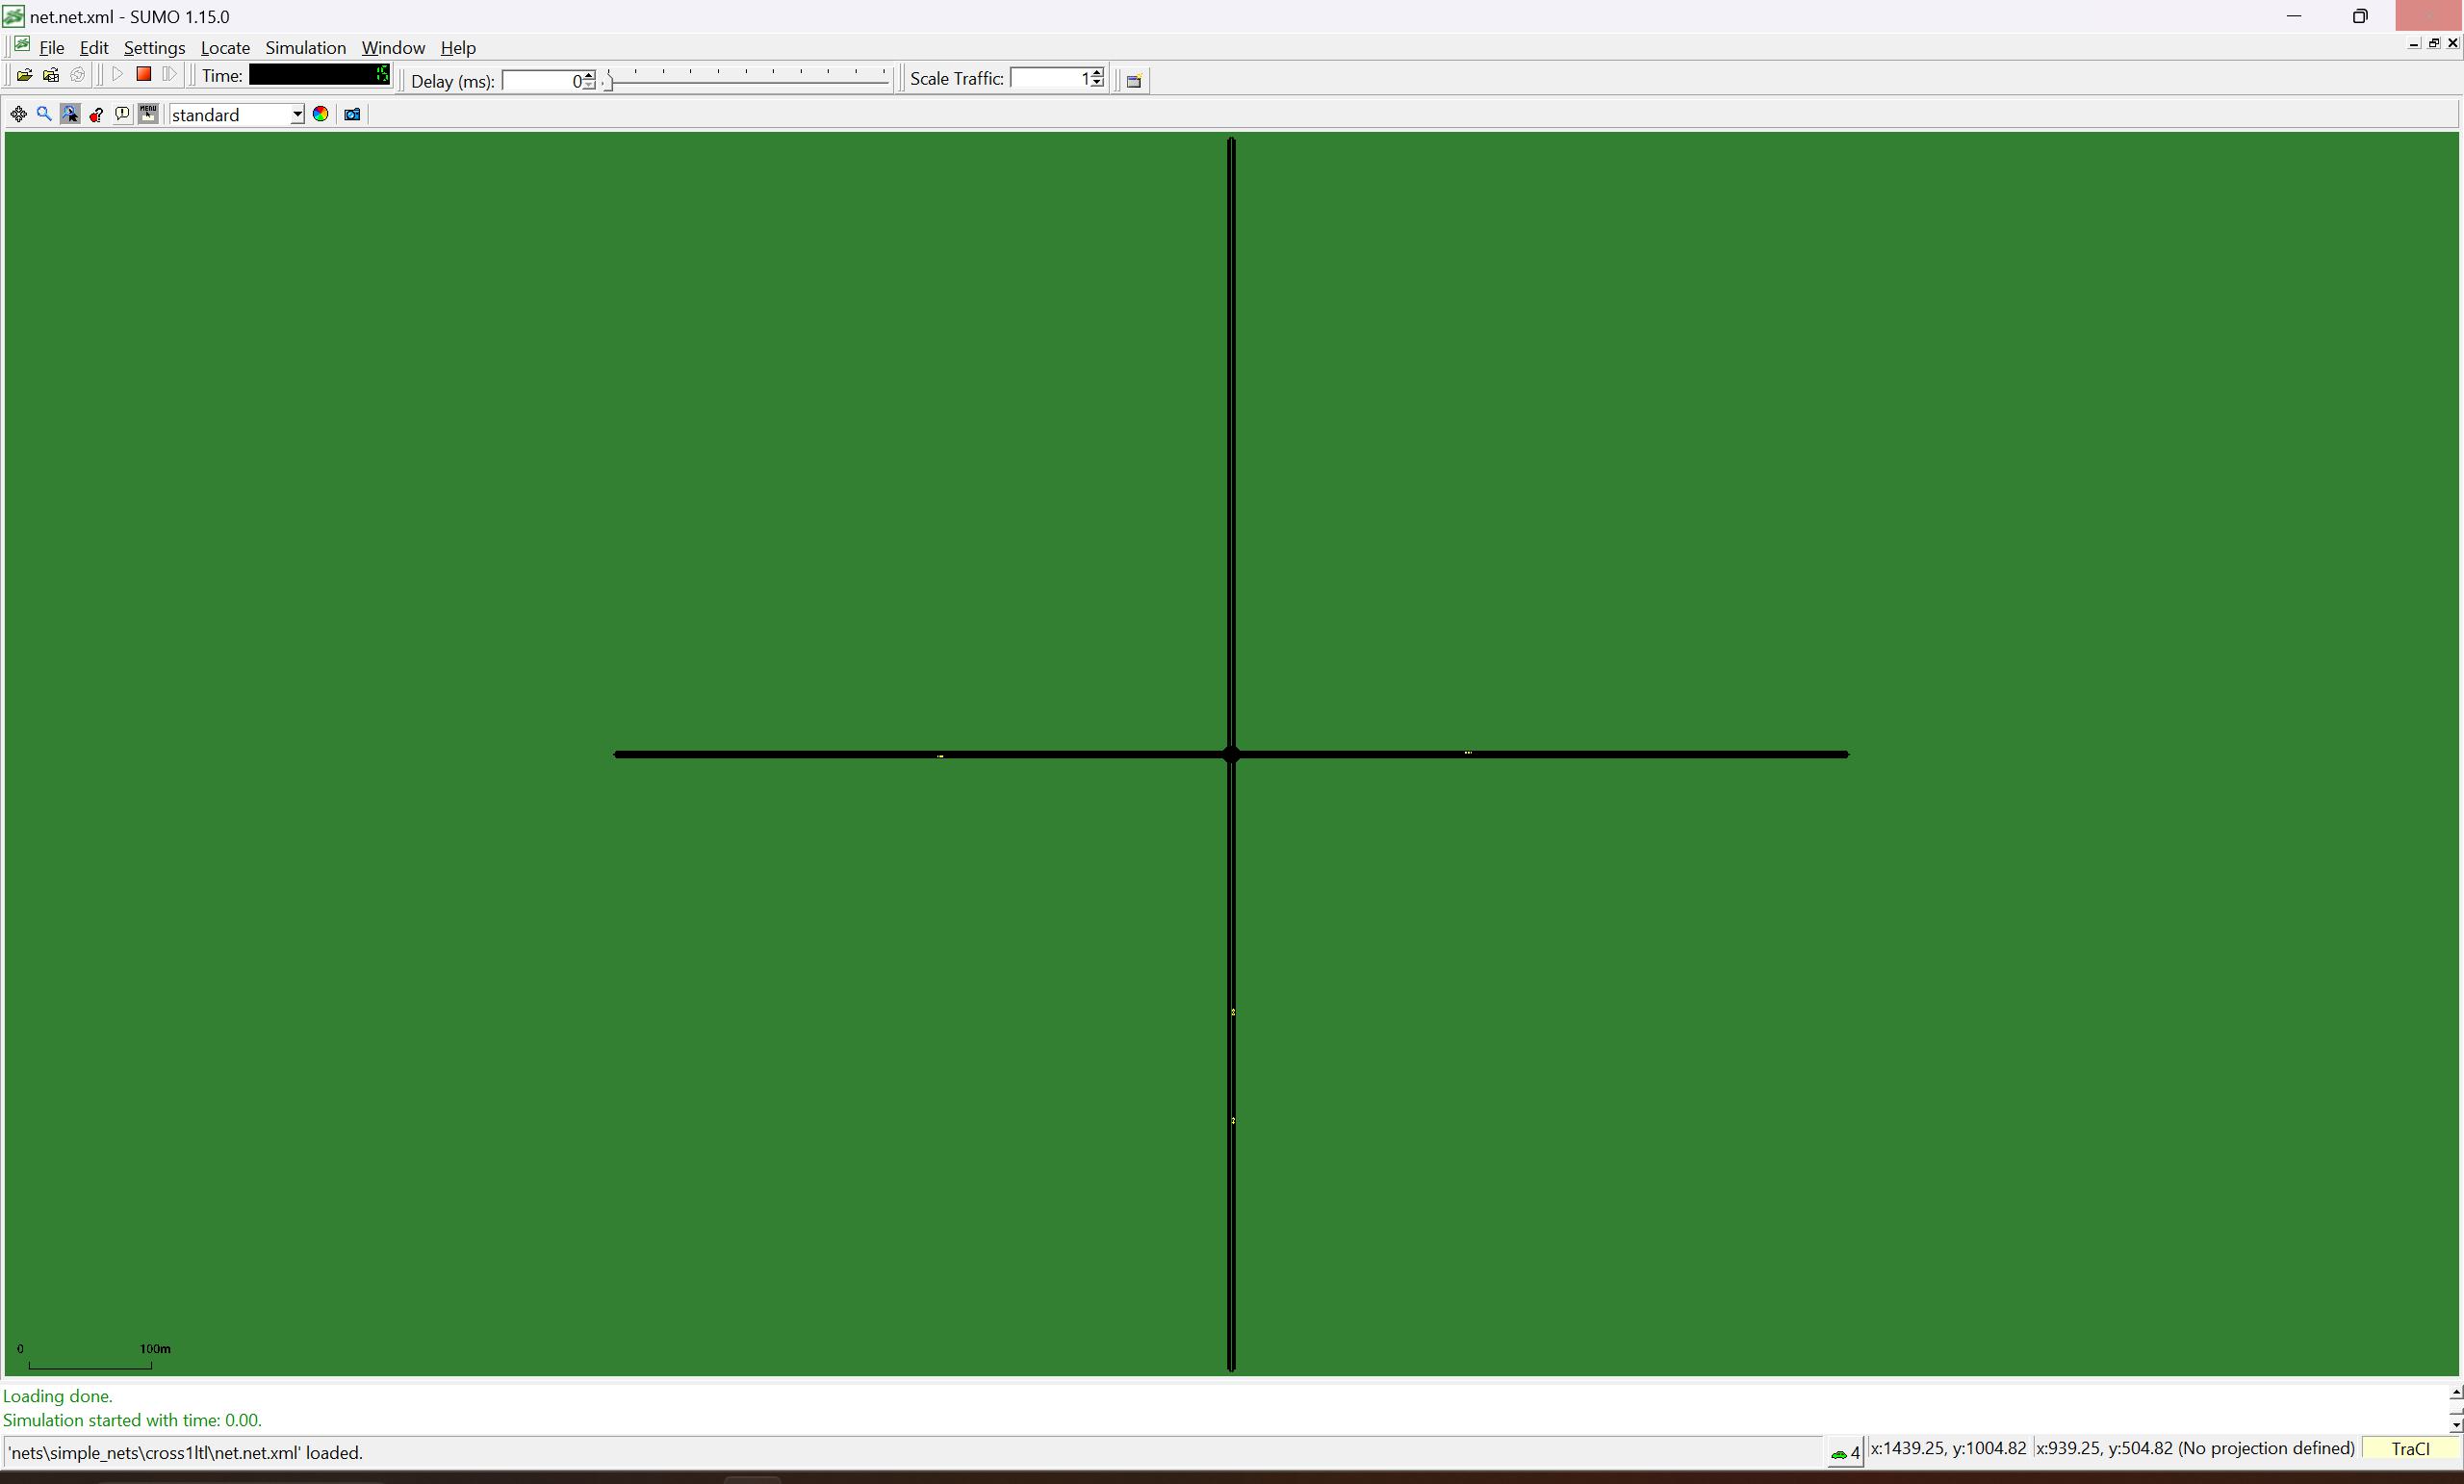 net.net.xml - SUMO 1.15.0
File Edit Settings Locate Simulation Window Help
Time: 15 Delay (ms): 0 Scale Traffic: 1
MENU standard
0 100m
Loading done.
Simulation started with time: 0.00.
'nets\simple_nets\cross1ltl\net.net.xml' loaded. 4 x:1439.25, y:1004.82 x:939.25, y:504.82 (No projection defined) TraCI